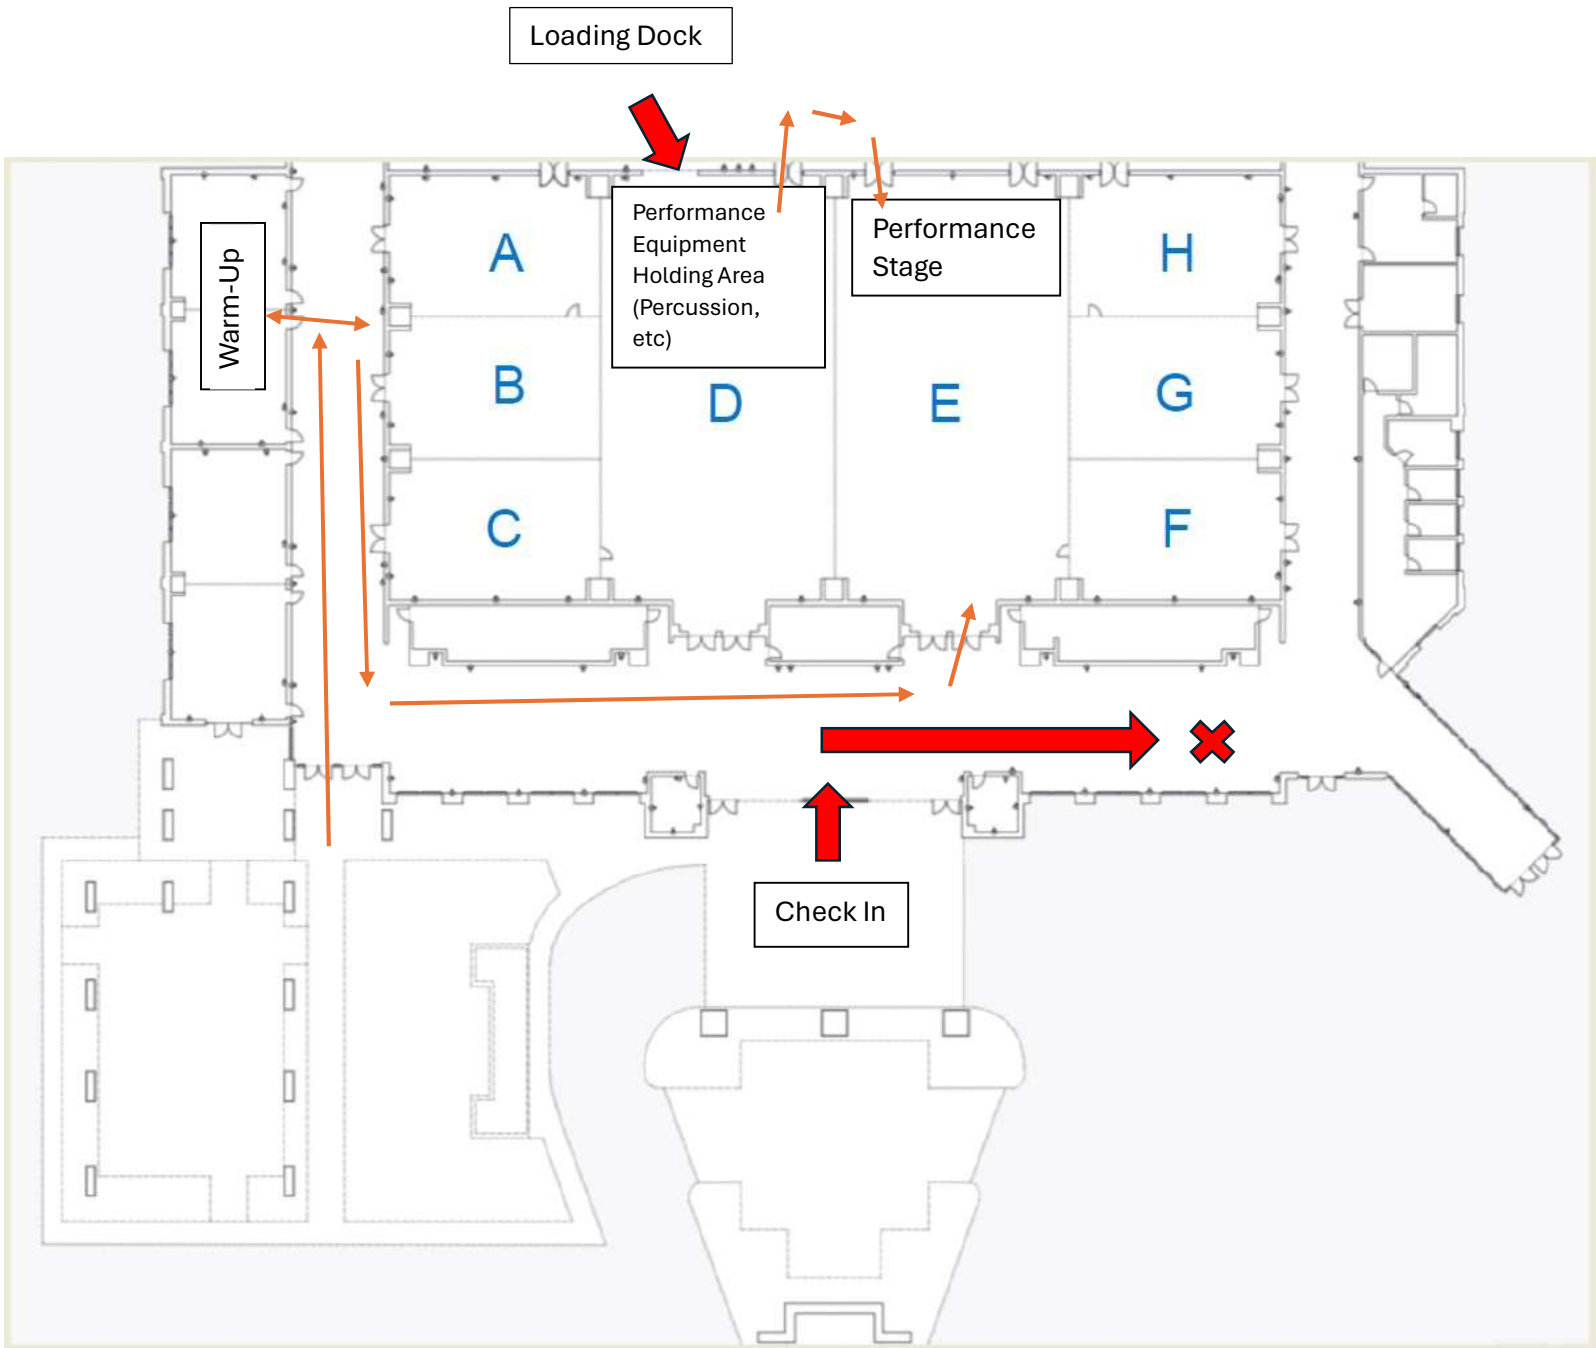 Loading Dock
Performance
Equipment
Holding Area
(Percussion,
etc)
Performance
Stage
Warm-Up
A
H
B
D
E
G
C
F
Check In